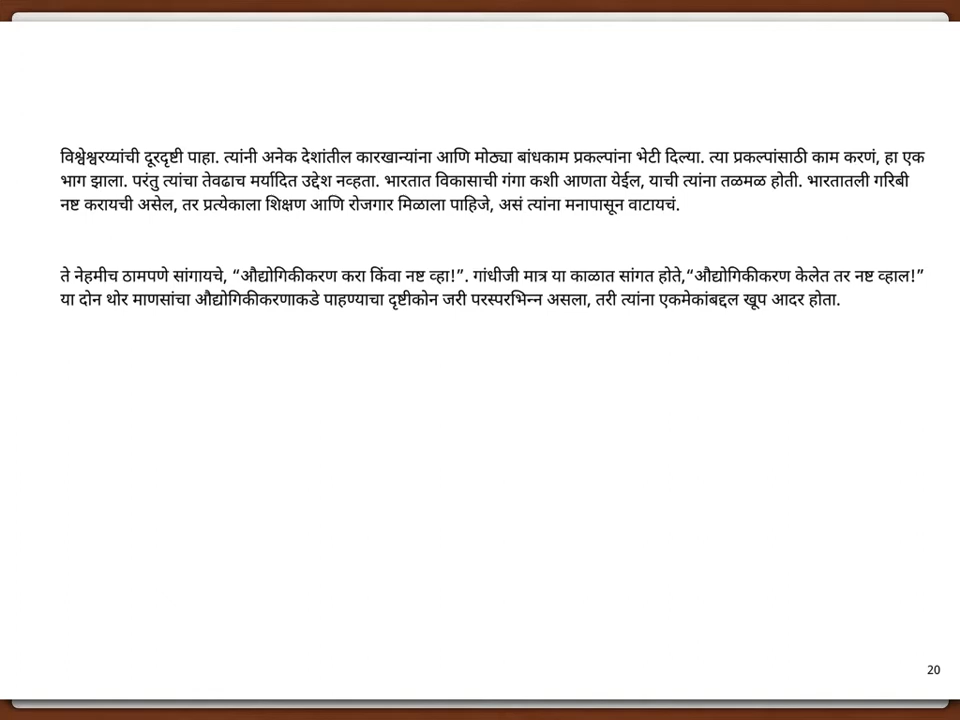 विश्वेश्वरय्यांची दूरदृष्टी पाहा. त्यांनी अनेक देशांतील कारखान्यांना आणि मोठ्या बांधकाम प्रकल्पांना भेटी दिल्या. त्या प्रकल्पांसाठी काम करणं, हा एक
भाग झाला. परंतु त्यांचा तेवढाच मर्यादित उद्देश नव्हता. भारतात विकासाची गंगा कशी आणता येईल, याची त्यांना तळमळ होती. भारतातली गरिबी
नष्ट करायची असेल, तर प्रत्येकाला शिक्षण आणि रोजगार मिळाला पाहिजे, असं त्यांना मनापासून वाटायचं.
ते नेहमीच ठामपणे सांगायचे, “औद्योगिकीकरण करा किंवा नष्ट व्हा!”. गांधीजी मात्र या काळात सांगत होते,“औद्योगिकीकरण केलेत तर नष्ट व्हाल!”
या दोन थोर माणसांचा औद्योगिकीकरणाकडे पाहण्याचा दृष्टीकोन जरी परस्परभिन्न असला, तरी त्यांना एकमेकांबद्दल खूप आदर होता.
20